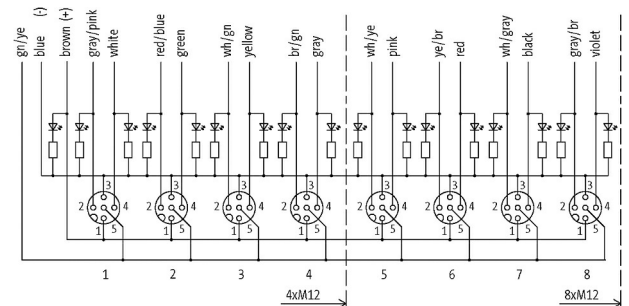 gn/ye
blue (-)
brown (+)
gray/pink
white
red/blue
green
wh/gn
yellow
br/gn
gray
wh/ye
pink
ye/br
red
wh/gray
black
gray/br
violet
3 3 3 3 3 3 3 3
2 4 2 4 2 4 2 4 2 4 2 4 2 4 2 4
1 5 1 5 1 5 1 5 1 5 1 5 1 5 1 5
1 2 3 4 5 6 7 8
4xM12 8xM12